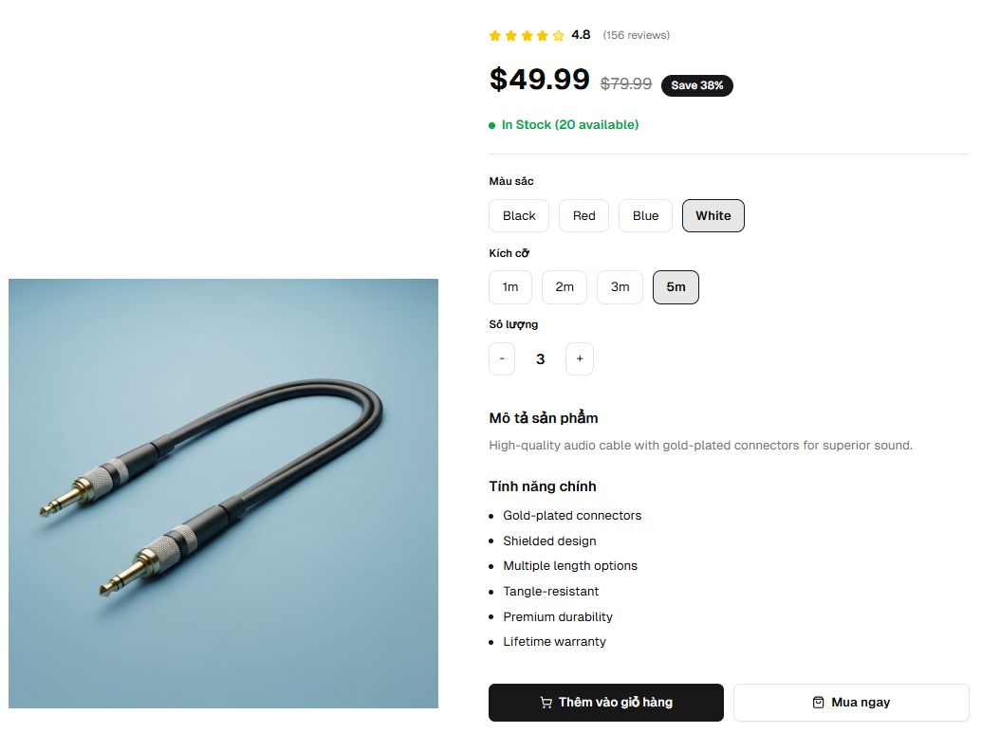 4.8 (156 reviews)
$49.99 $79.99 Save 38%
In Stock (20 available)
Màu sắc
Black Red Blue White
Kích cỡ
1m 2m 3m 5m
Số lượng
- 3 +
Mô tả sản phẩm
High-quality audio cable with gold-plated connectors for superior sound.
Tính năng chính
Gold-plated connectors
Shielded design
Multiple length options
Tangle-resistant
Premium durability
Lifetime warranty
Thêm vào giỏ hàng Mua ngay